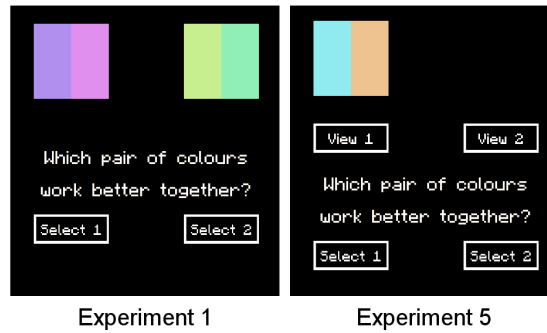 Which pair of colours
work better together?
Select 1
Select 2
Experiment 1
View 1
View 2
Which pair of colours
work better together?
Select 1
Select 2
Experiment 5